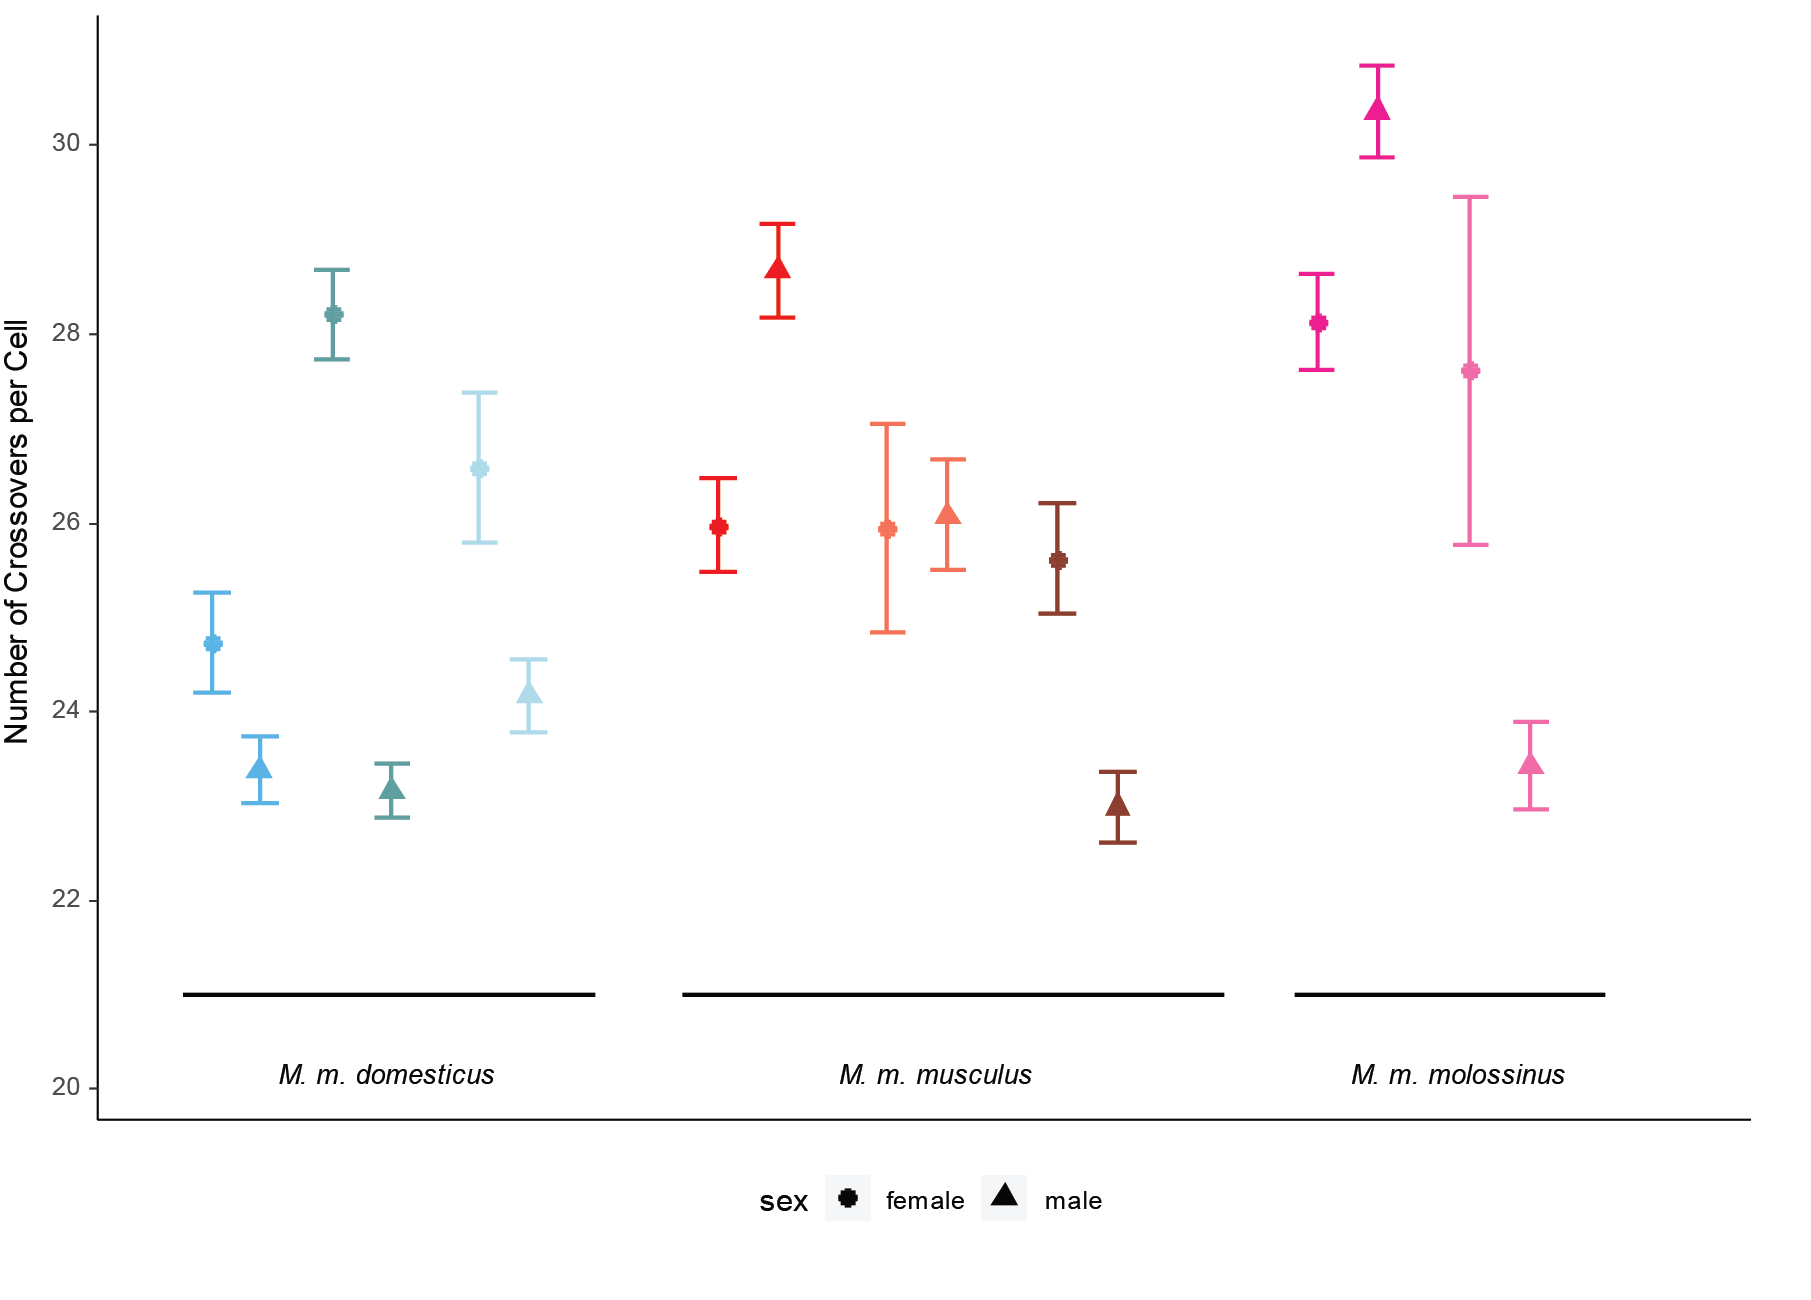 Number of Crossovers per Cell
30
28
26
24
22
20
M. m. domesticus
M. m. musculus
M. m. molossinus
sex female male